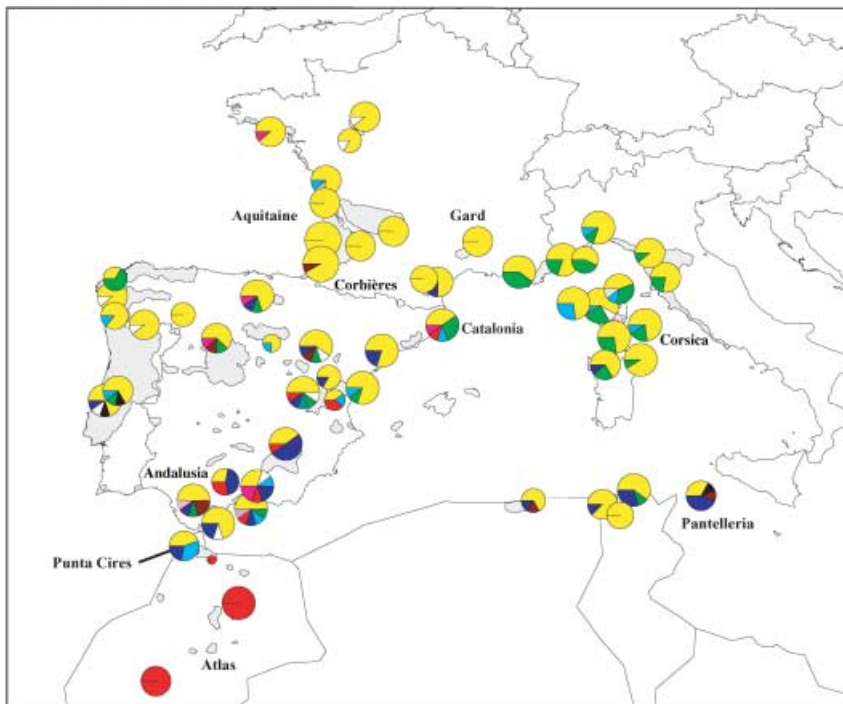 Aquitaine
Gard
Corbières
Catalonia
Corsica
Andalusia
Pantelleria
Punta Cires
Atlas